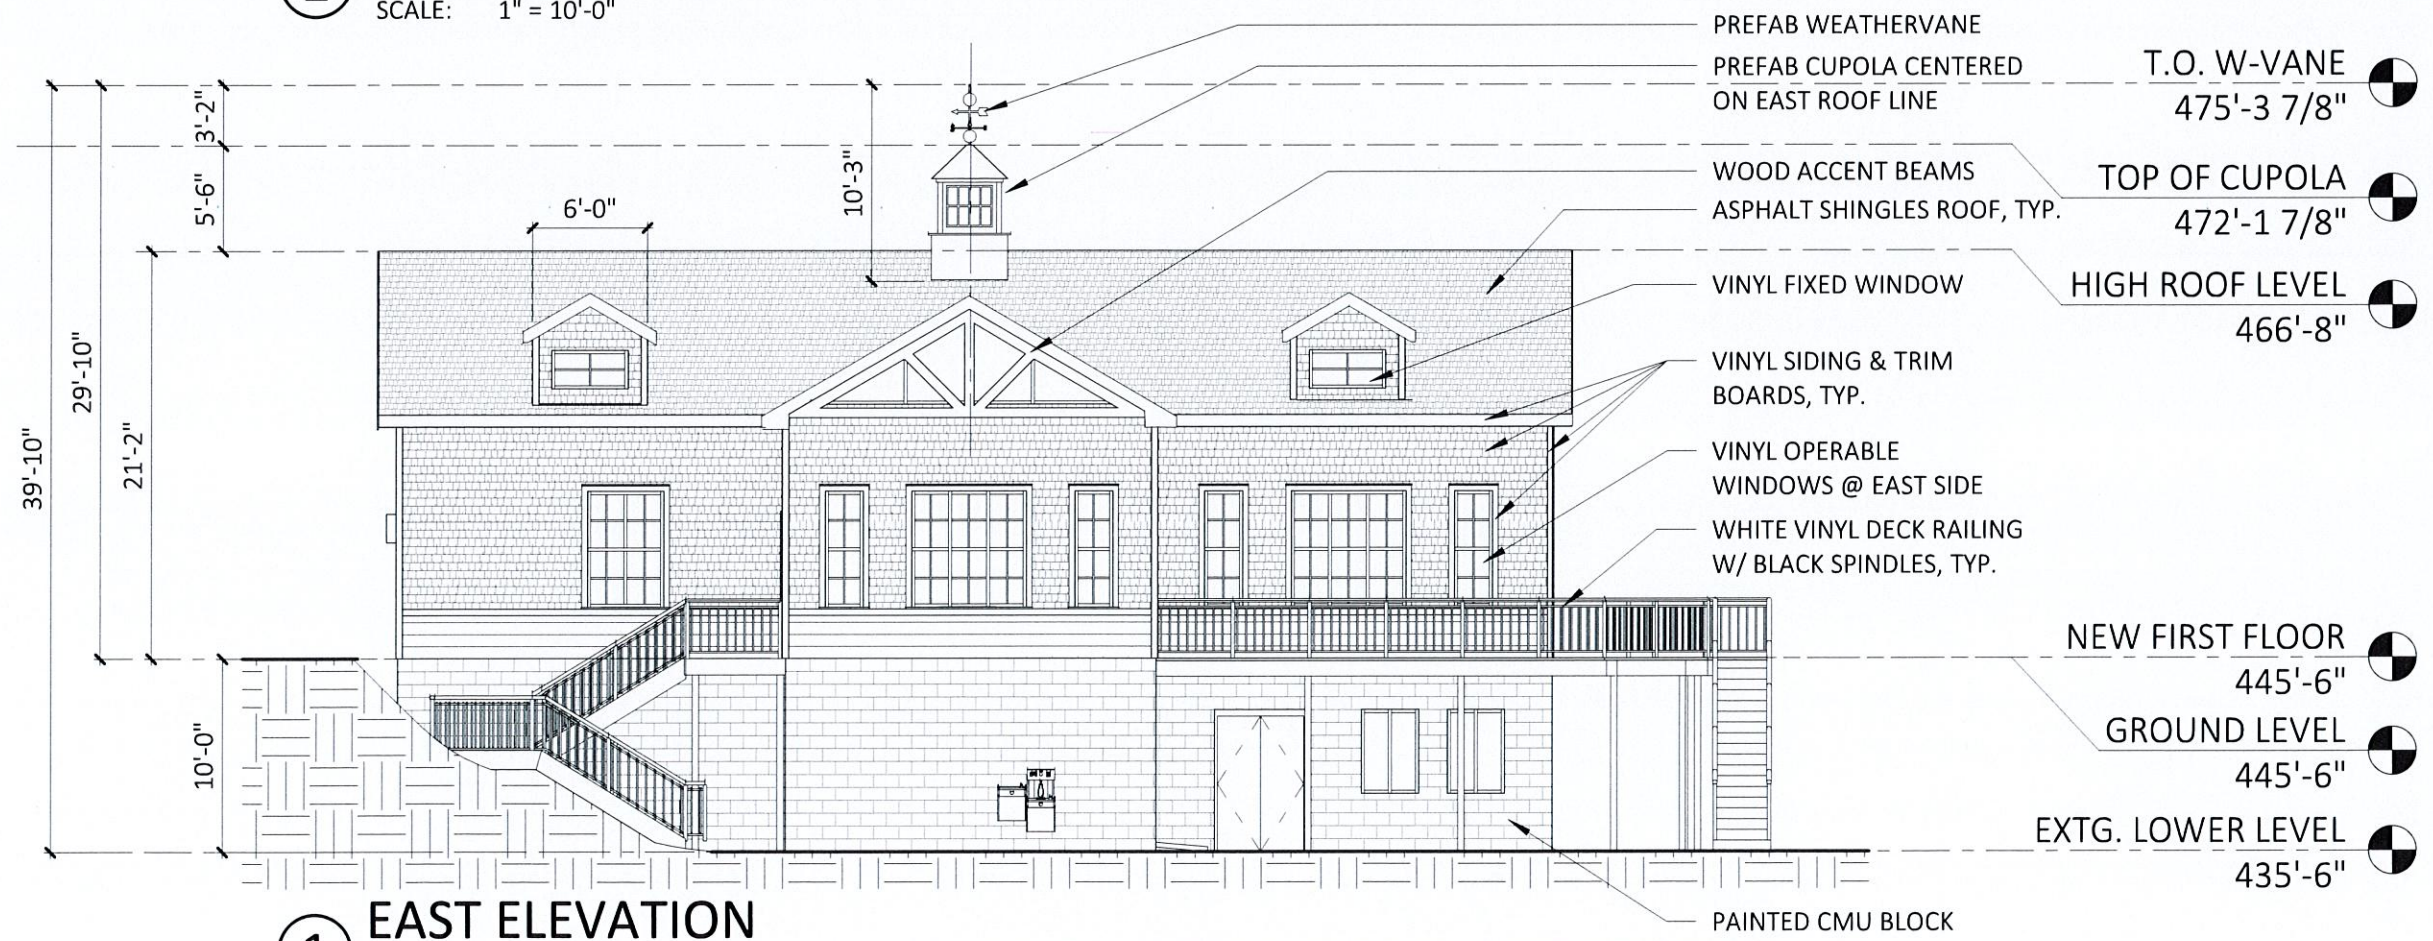 SCALE: 1" = 10'-0"
PREFAB WEATHERVANE
PREFAB CUPOLA CENTERED
ON EAST ROOF LINE
WOOD ACCENT BEAMS
ASPHALT SHINGLES ROOF, TYP.
VINYL FIXED WINDOW
VINYL SIDING & TRIM
BOARDS, TYP.
VINYL OPERABLE
WINDOWS @ EAST SIDE
WHITE VINYL DECK RAILING
W/ BLACK SPINDLES, TYP.
PAINTED CMU BLOCK
T.O. W-VANE
475'-3 7/8"
TOP OF CUPOLA
472'-1 7/8"
HIGH ROOF LEVEL
466'-8"
NEW FIRST FLOOR
445'-6"
GROUND LEVEL
445'-6"
EXTG. LOWER LEVEL
435'-6"
3'-2"
5'-6"
6'-0"
10'-3"
29'-10"
21'-2"
39'-10"
10'-0"
EAST ELEVATION